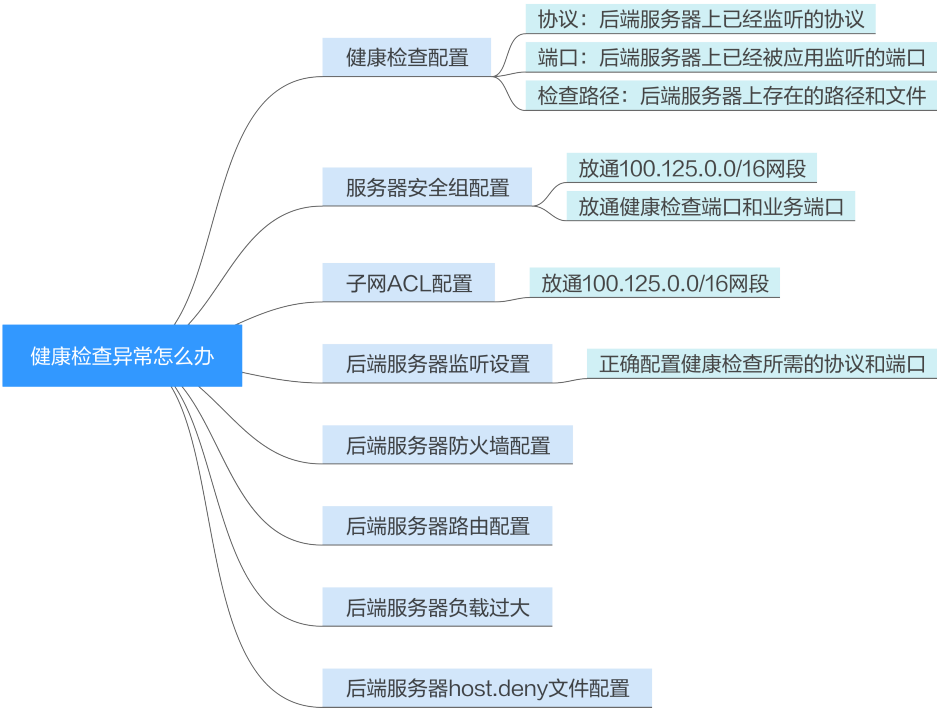 健康检查异常怎么办
健康检查配置
协议：后端服务器上已经监听的协议
端口：后端服务器上已经被应用监听的端口
检查路径：后端服务器上存在的路径和文件
服务器安全组配置
放通100.125.0.0/16网段
放通健康检查端口和业务端口
子网ACL配置
放通100.125.0.0/16网段
后端服务器监听设置
正确配置健康检查所需的协议和端口
后端服务器防火墙配置
后端服务器路由配置
后端服务器负载过大
后端服务器host.deny文件配置